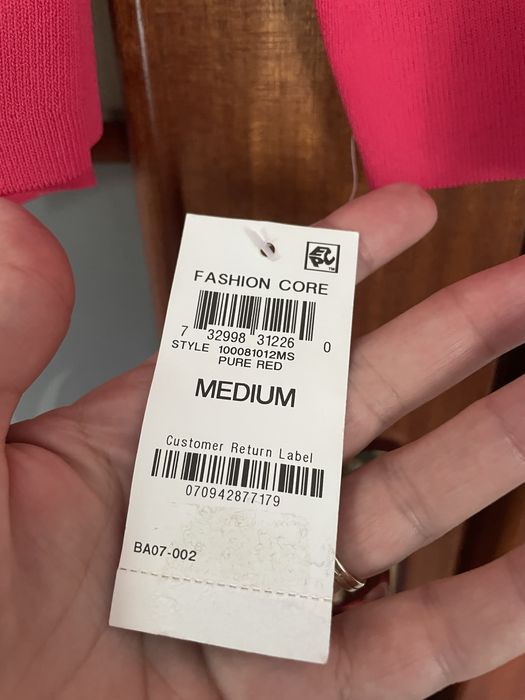 FASHION CORE
7 32998 31226 0
STYLE 100081012MS
PURE RED
MEDIUM
Customer Return Label
070942877179
BA07-002